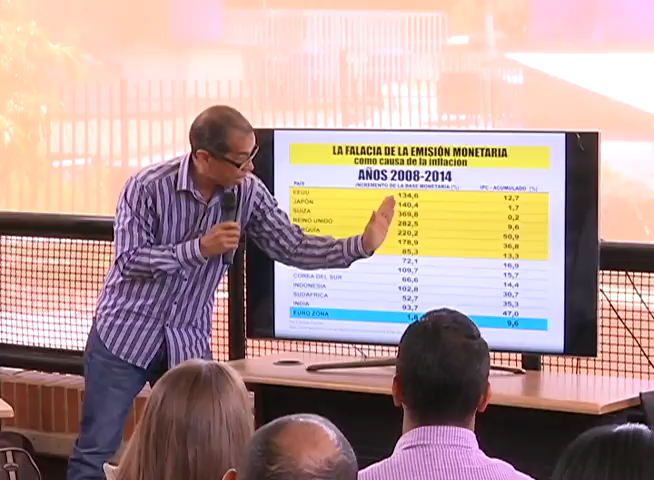 LA FALACIA DE LA EMISIÓN MONETARIA
como causa de la inflación
AÑOS 2008-2014
PAÍS INCREMENTO DE LA BASE MONETARIA (%) IPC - ACUMULADO (%)
EEUU 134,6 12,7
JAPÓN 140,4 1,7
SUIZA 369,8 0,2
REINO UNIDO 282,5 9,6
RQUÍA 220,2 50,9
178,9 36,8
85,3 13,3
72,1 16,9
109,7 15,7
COREA DEL SUR 66,6 14,4
INDONESIA 102,8 30,7
SUDÁFRICA 52,7 35,3
INDIA 93,7 47,0
EURO ZONA 1,8 9,6